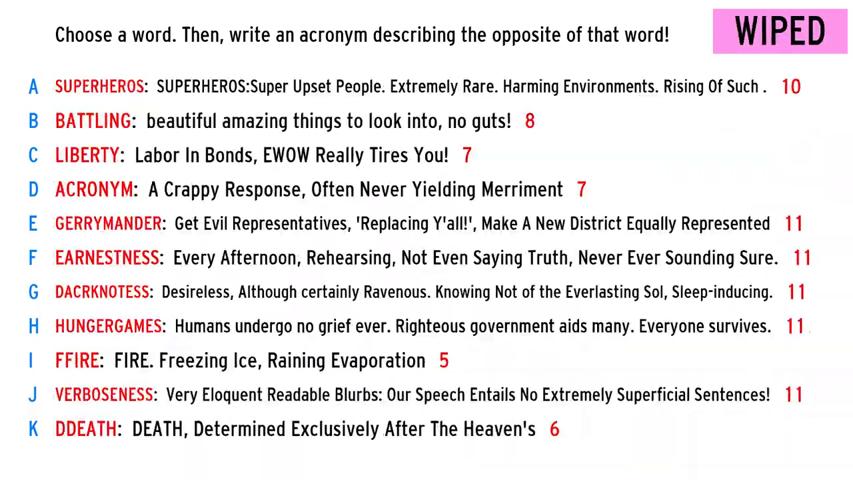 Choose a word. Then, write an acronym describing the opposite of that word!
WIPED
A SUPERHEROS: SUPERHEROS:Super Upset People. Extremely Rare. Harming Environments. Rising Of Such . 10
B BATTLING: beautiful amazing things to look into, no guts! 8
C LIBERTY: Labor In Bonds, EWOW Really Tires You! 7
D ACRONYM: A Crappy Response, Often Never Yielding Merriment 7
E GERRYMANDER: Get Evil Representatives, 'Replacing Y'all!', Make A New District Equally Represented 11
F EARNESTNESS: Every Afternoon, Rehearsing, Not Even Saying Truth, Never Ever Sounding Sure. 11
G DACRKNOTESS: Desireless, Although certainly Ravenous. Knowing Not of the Everlasting Sol, Sleep-inducing. 11
H HUNGERGAMES: Humans undergo no grief ever. Righteous government aids many. Everyone survives. 11
I FFIRE: FIRE. Freezing Ice, Raining Evaporation 5
J VERBOSENESS: Very Eloquent Readable Blurbs: Our Speech Entails No Extremely Superficial Sentences! 11
K DDEATH: DEATH, Determined Exclusively After The Heaven's 6